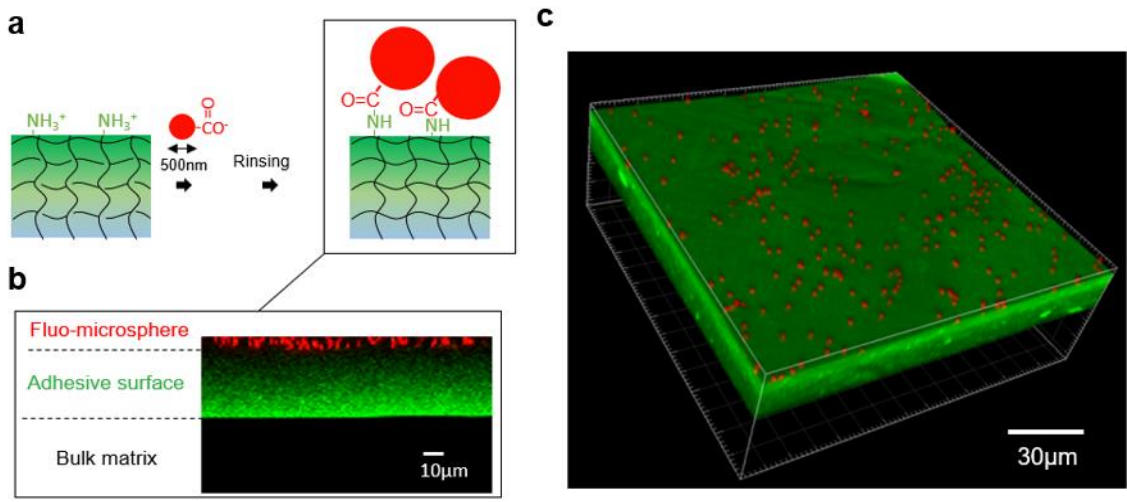 a
NH₃⁺ NH₃⁺
O
C-CO⁻
500nm
Rinsing
O=C
O=C
NH
NH
b
Fluo-microsphere
Adhesive surface
Bulk matrix
10μm
c
30μm